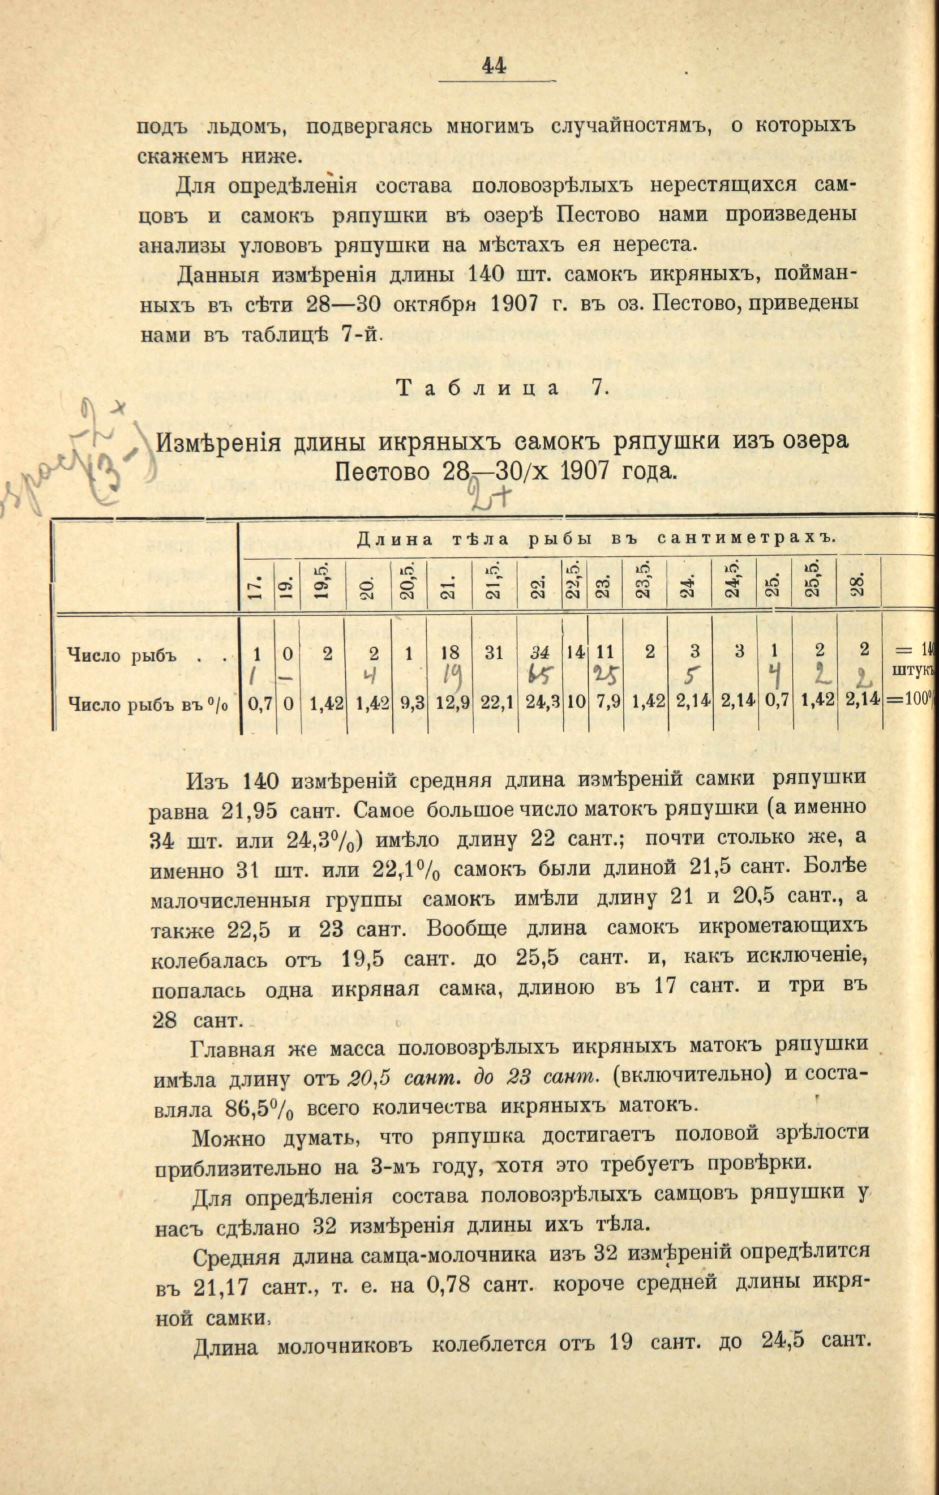 44
подъ льдомъ, подвергаясь многимъ случайностямъ, о которыхъ
скажемъ ниже.
Для опредѣленія состава половозрѣлыхъ нерестящихся сам-
цовъ и самокъ ряпушки въ озерѣ Пестово нами произведены
анализы улововъ ряпушки на мѣстахъ ея нереста.
Данныя измѣренія длины 140 шт. самокъ икряныхъ, пойман-
ныхъ въ сѣти 28—30 октября 1907 г. въ оз. Пестово, приведены
нами въ таблицѣ 7-й.
Таблица 7.
2+
(3-)
Измѣренія длины икряныхъ самокъ ряпушки изъ озера
Пестово 28—30/х 1907 года.
2+
Длина тѣла рыбы въ сантиметрахъ.
17. 19. 19,5. 20. 20,5. 21. 21,5. 22. 22,5. 23. 23,5. 24. 24,5. 25. 25,5. 28.
Число рыбъ . . 1 0 2 2 1 18 31 34 14 11 2 3 3 1 2 2 = 14
штукъ
1 — 4 19 65 25 5 4 2 2
Число рыбъ въ % 0,7 0 1,42 1,42 9,3 12,9 22,1 24,3 10 7,9 1,42 2,14 2,14 0,7 1,42 2,14 =100%
Изъ 140 измѣреній средняя длина измѣреній самки ряпушки
равна 21,95 сант. Самое большое число матокъ ряпушки (а именно
34 шт. или 24,3%) имѣло длину 22 сант.; почти столько же, а
именно 31 шт. или 22,1% самокъ были длиной 21,5 сант. Болѣе
малочисленныя группы самокъ имѣли длину 21 и 20,5 сант., а
также 22,5 и 23 сант. Вообще длина самокъ икрометающихъ
колебалась отъ 19,5 сант. до 25,5 сант. и, какъ исключеніе,
попалась одна икряная самка, длиною въ 17 сант. и три въ
28 сант.
Главная же масса половозрѣлыхъ икряныхъ матокъ ряпушки
имѣла длину отъ 20,5 сант. до 23 сант. (включительно) и соста-
вляла 86,5% всего количества икряныхъ матокъ.
Можно думать, что ряпушка достигаетъ половой зрѣлости
приблизительно на 3-мъ году, хотя это требуетъ провѣрки.
Для опредѣленія состава половозрѣлыхъ самцовъ ряпушки у
насъ сдѣлано 32 измѣренія длины ихъ тѣла.
Средняя длина самца-молочника изъ 32 измѣреній опредѣлится
въ 21,17 сант., т. е. на 0,78 сант. короче средней длины икря-
ной самки,
Длина молочниковъ колеблется отъ 19 сант. до 24,5 сант.